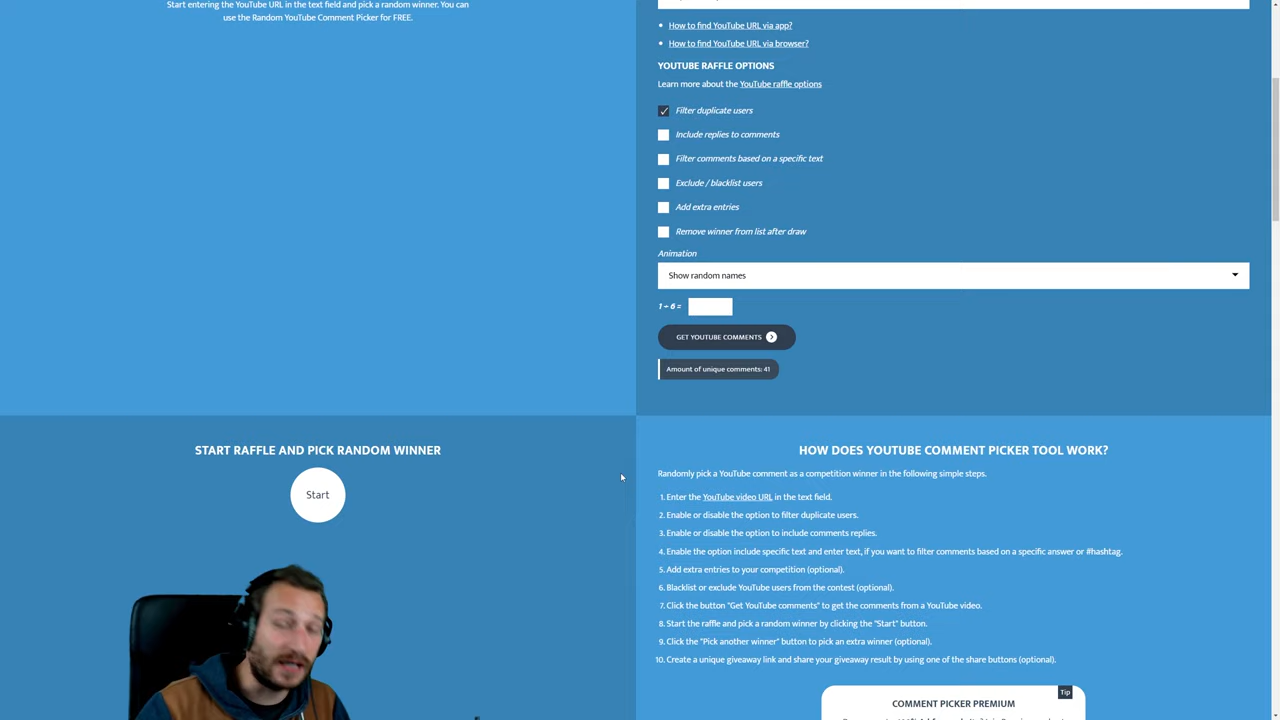 Start entering the YouTube URL in the text field and pick a random winner. You can
use the Random YouTube Comment Picker for FREE.
How to find YouTube URL via app?
How to find YouTube URL via browser?
YOUTUBE RAFFLE OPTIONS
Learn more about the YouTube raffle options
Filter duplicate users
Include replies to comments
Filter comments based on a specific text
Exclude / blacklist users
Add extra entries
Remove winner from list after draw
Animation
Show random names
1 + 6 =
GET YOUTUBE COMMENTS
Amount of unique comments: 41
START RAFFLE AND PICK RANDOM WINNER
Start
HOW DOES YOUTUBE COMMENT PICKER TOOL WORK?
Randomly pick a YouTube comment as a competition winner in the following simple steps.
1. Enter the YouTube video URL in the text field.
2. Enable or disable the option to filter duplicate users.
3. Enable or disable the option to include comments replies.
4. Enable the option include specific text and enter text, if you want to filter comments based on a specific answer or #hashtag.
5. Add extra entries to your competition (optional).
6. Blacklist or exclude YouTube users from the contest (optional).
7. Click the button "Get YouTube comments" to get the comments from a YouTube video.
8. Start the raffle and pick a random winner by clicking the "Start" button.
9. Click the "Pick another winner" button to pick an extra winner (optional).
10. Create a unique giveaway link and share your giveaway result by using one of the share buttons (optional).
Tip
COMMENT PICKER PREMIUM